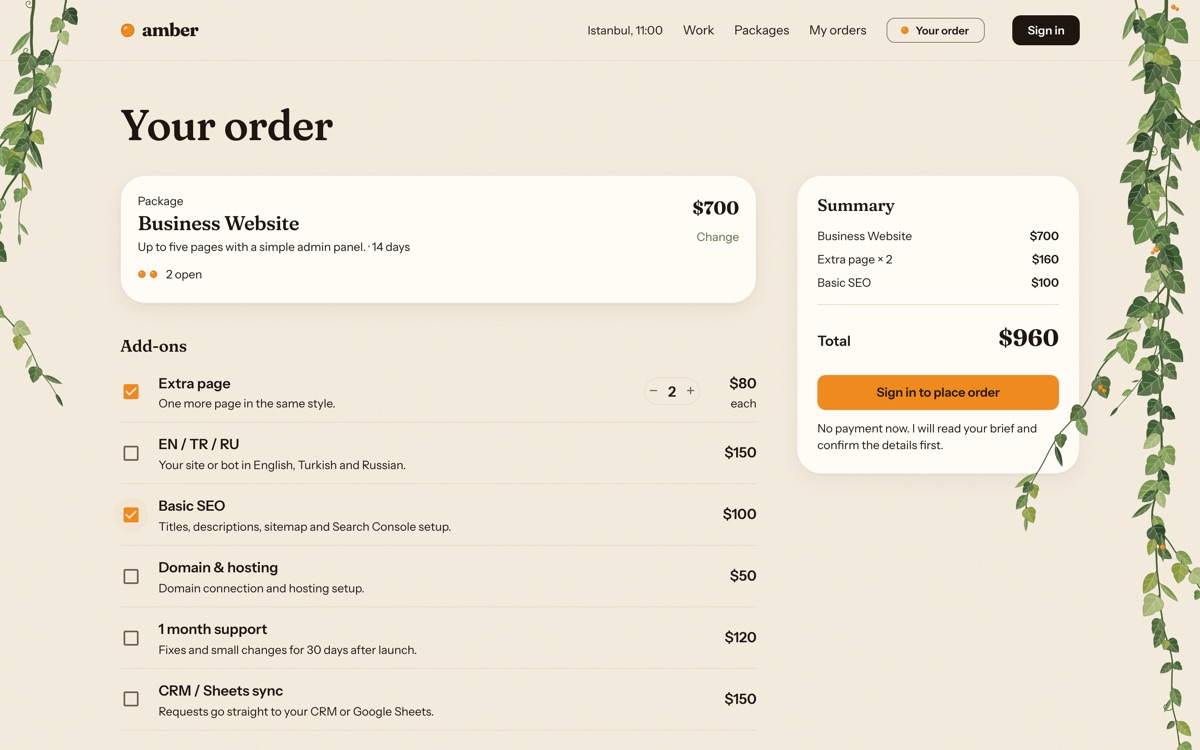 amber
Istanbul, 11:00
Work
Packages
My orders
Your order
Sign in
Your order
Package
Business Website
Up to five pages with a simple admin panel. · 14 days
2 open
$700
Change
Add-ons
Extra page
One more page in the same style.
− 2 +
$80
each
EN / TR / RU
Your site or bot in English, Turkish and Russian.
$150
Basic SEO
Titles, descriptions, sitemap and Search Console setup.
$100
Domain & hosting
Domain connection and hosting setup.
$50
1 month support
Fixes and small changes for 30 days after launch.
$120
CRM / Sheets sync
Requests go straight to your CRM or Google Sheets.
$150
Summary
Business Website $700
Extra page × 2 $160
Basic SEO $100
Total $960
Sign in to place order
No payment now. I will read your brief and
confirm the details first.